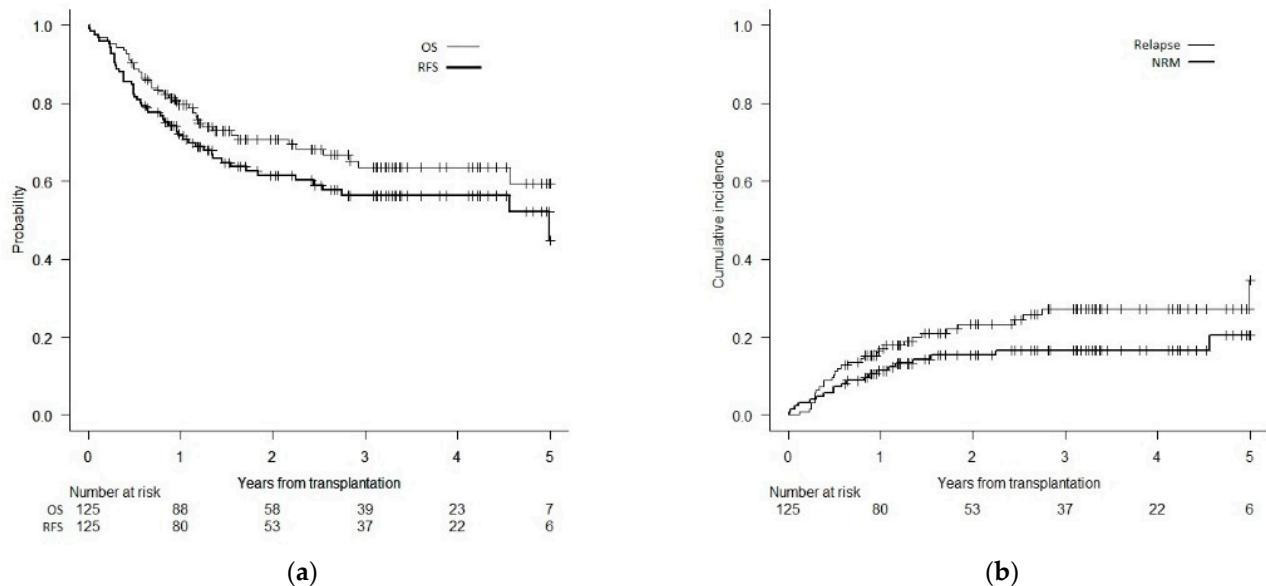 1.0
0.8
0.6
0.4
0.2
0.0
Probability
OS
RFS
0 1 2 3 4 5
Years from transplantation
Number at risk
OS 125 88 58 39 23 7
RFS 125 80 53 37 22 6
(a)
1.0
0.8
0.6
0.4
0.2
0.0
Cumulative incidence
Relapse
NRM
0 1 2 3 4 5
Years from transplantation
Number at risk
125 80 53 37 22 6
(b)